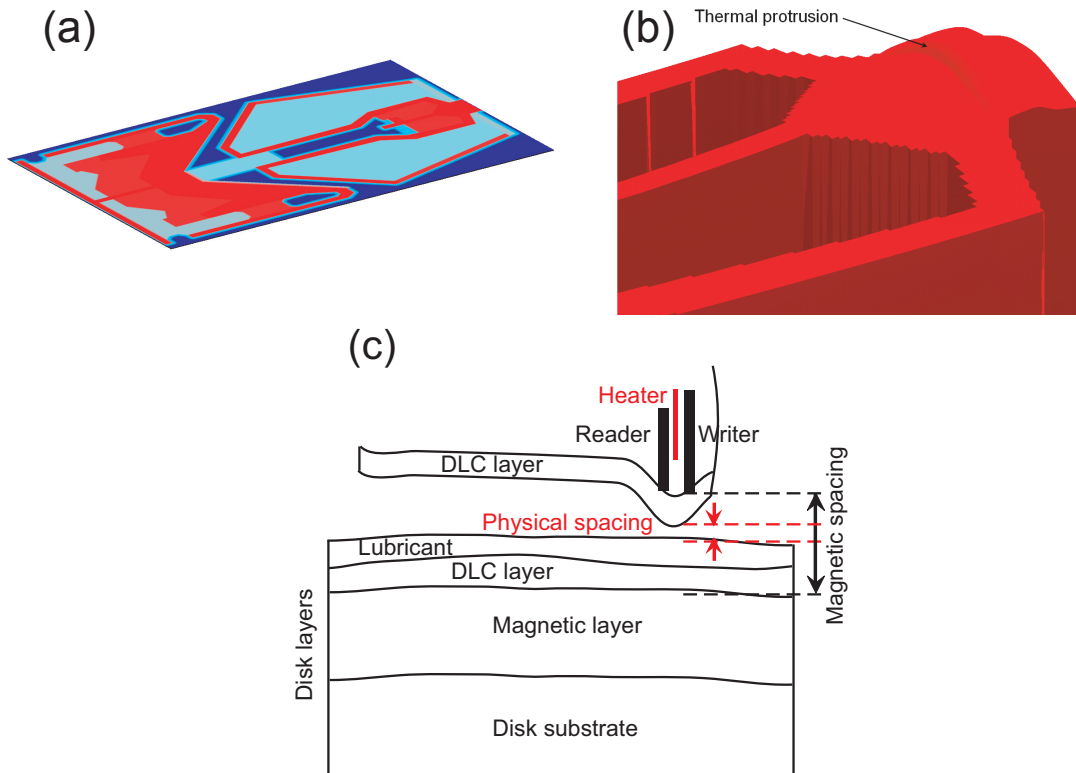 (a)
(b)
Thermal protrusion
(c)
Heater
Reader
Writer
DLC layer
Physical spacing
Magnetic spacing
Lubricant
DLC layer
Disk layers
Magnetic layer
Disk substrate